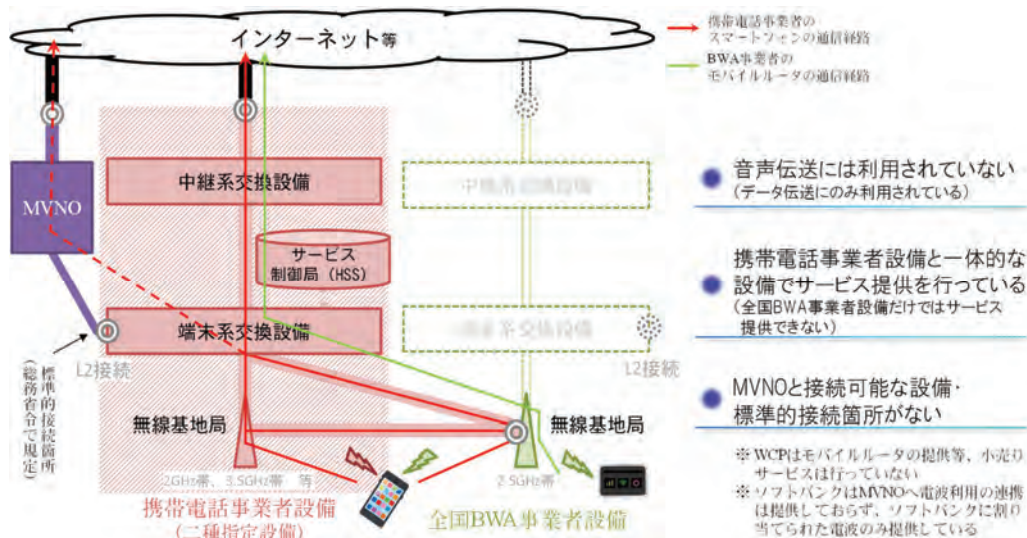 インターネット等
携帯電話事業者の
スマートフォンの通信経路
BWA事業者の
モバイルルータの通信経路
中継系交換設備
中継系交換設備
MVNO
サービス
制御局（HSS）
端末系交換設備
端末系交換設備
L2接続
L2接続
標準的接続箇所
（総務省令で規定）
無線基地局
無線基地局
2GHz帯、3.5GHz帯　等
2.5GHz帯
携帯電話事業者設備
（二種指定設備）
全国BWA事業者設備
音声伝送には利用されていない
（データ伝送にのみ利用されている）
携帯電話事業者設備と一体的な
設備でサービス提供を行っている
（全国BWA事業者設備だけではサービス
提供できない）
MVNOと接続可能な設備・
標準的接続箇所がない
※ WCPはモバイルルータの提供等、小売り
サービスは行っていない
※ ソフトバンクはMVNOへ電波利用の連携
は提供しておらず、ソフトバンクに割り
当てられた電波のみ提供している